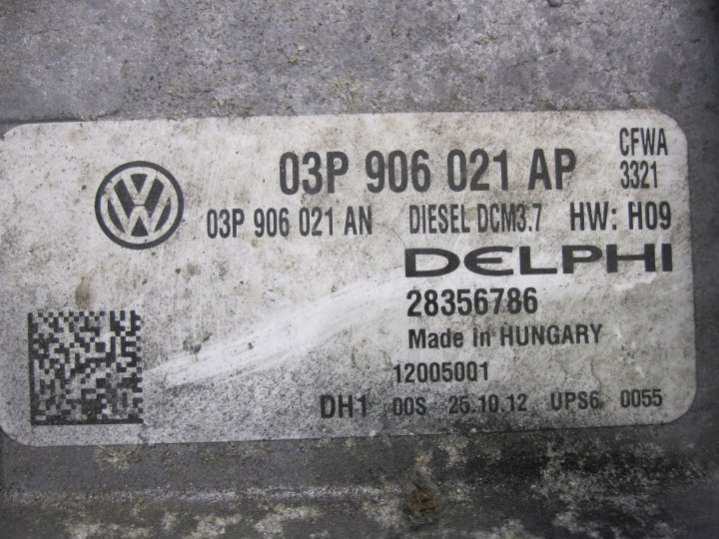 03P 906 021 AP CFWA
3321
03P 906 021 AN DIESEL DCM3.7 HW: H09
DELPHI
28356786
Made in HUNGARY
12005001
DH1 00S 25.10.12 UPS6 0055